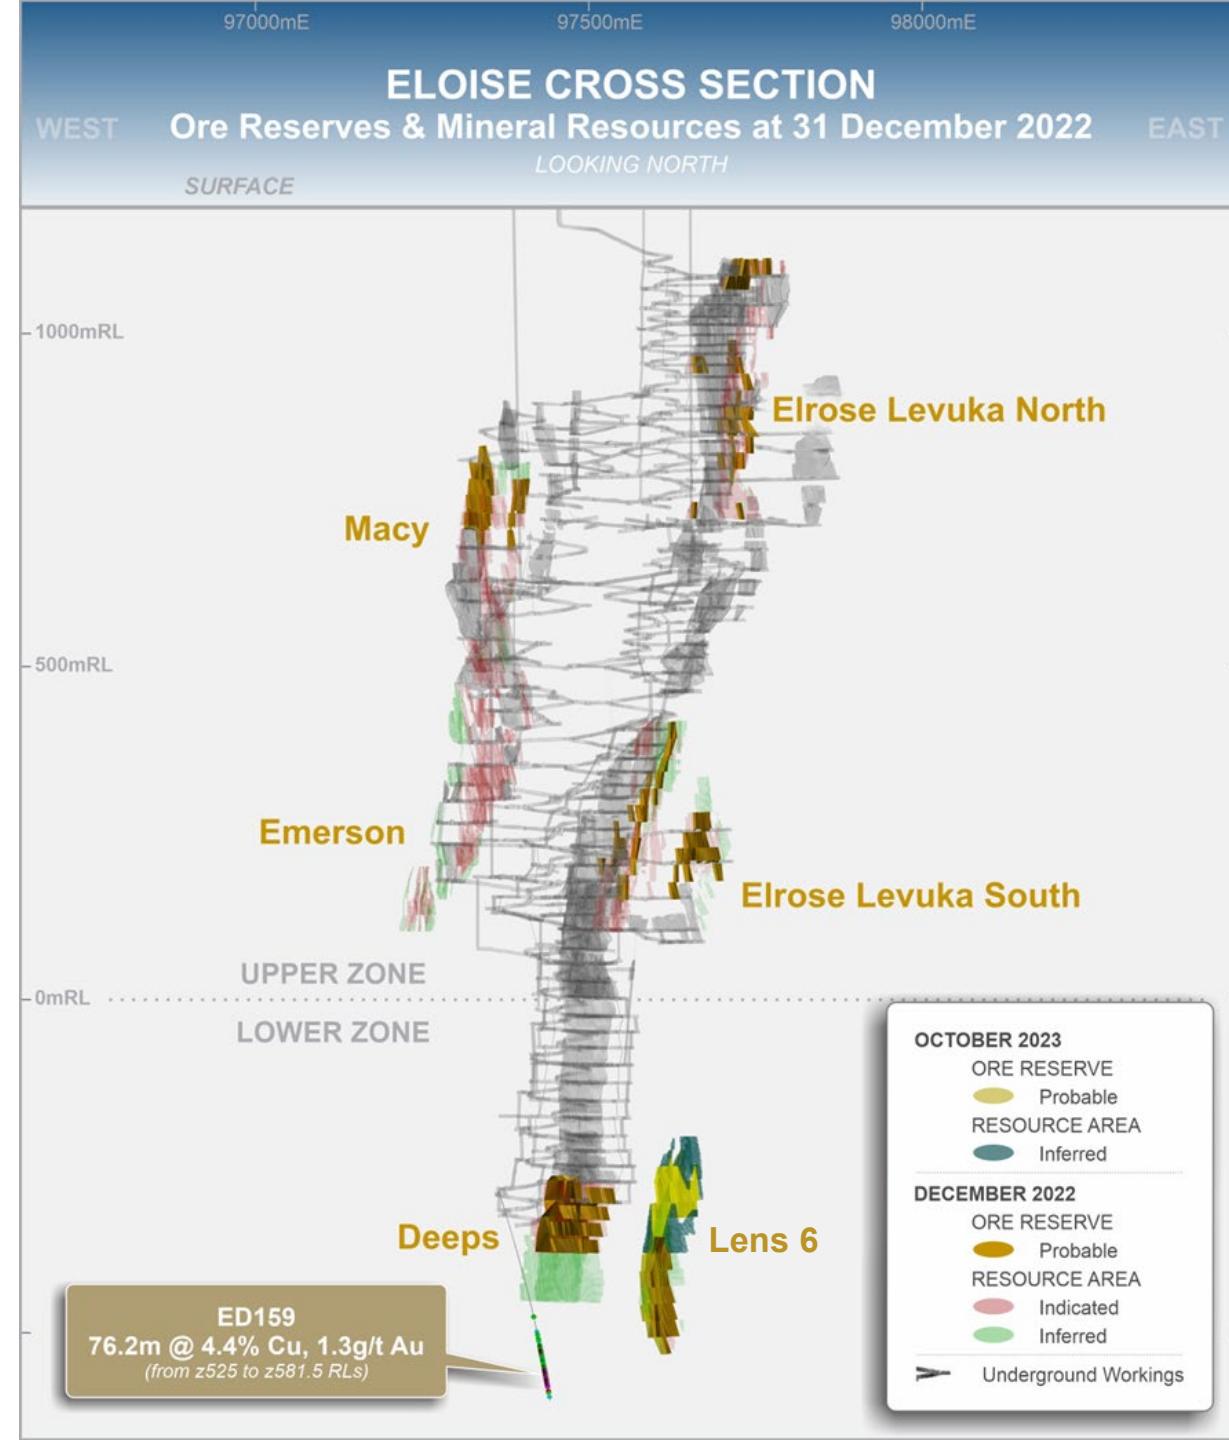 97000mE 97500mE 98000mE
ELOISE CROSS SECTION
WEST Ore Reserves & Mineral Resources at 31 December 2022 EAST
LOOKING NORTH
SURFACE
1000mRL
Elrose Levuka North
Macy
500mRL
Emerson
Elrose Levuka South
UPPER ZONE
0mRL
LOWER ZONE
Deeps
Lens 6
ED159
76.2m @ 4.4% Cu, 1.3g/t Au
(from z525 to z581.5 RLs)
OCTOBER 2023
ORE RESERVE
Probable
RESOURCE AREA
Inferred
DECEMBER 2022
ORE RESERVE
Probable
RESOURCE AREA
Indicated
Inferred
Underground Workings